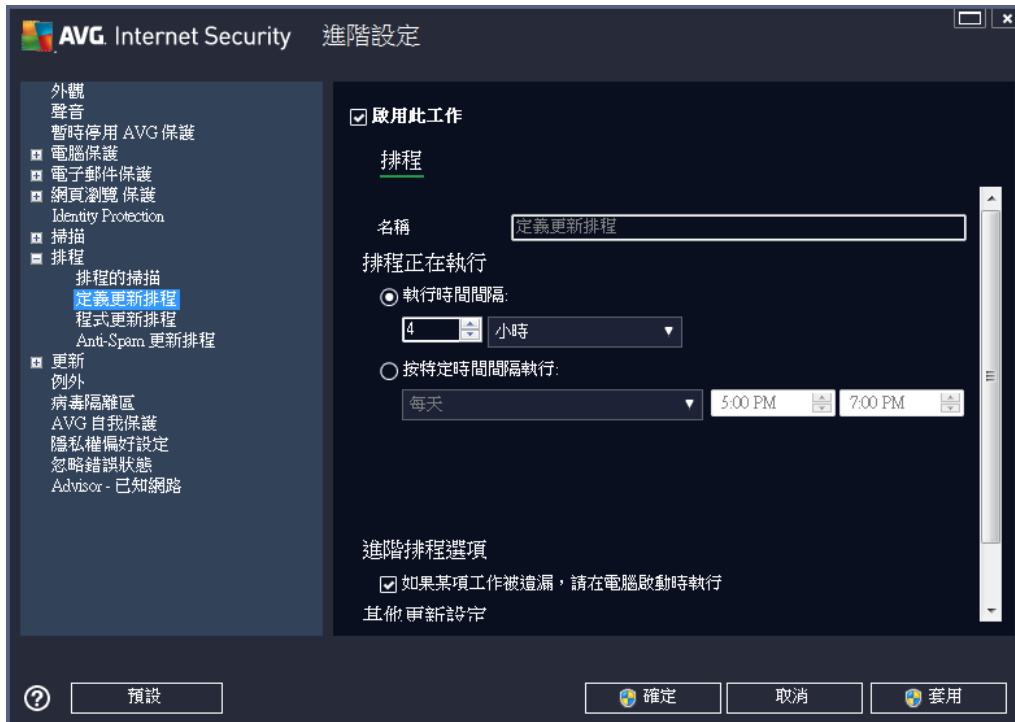 AVG. Internet Security 進階設定
外觀
聲音
暫時停用 AVG 保護
電腦保護
電子郵件保護
網頁瀏覽 保護
Identity Protection
掃描
排程
排程的掃描
定義更新排程
程式更新排程
Anti-Spam 更新排程
更新
例外
病毒隔離區
AVG 自我保護
隱私權偏好設定
忽略錯誤狀態
Advisor - 已知網路
啟用此工作
排程
名稱 定義更新排程
排程正在執行
執行時間間隔:
4 小時
按特定時間間隔執行:
每天 5:00 PM 7:00 PM
進階排程選項
如果某項工作被遺漏，請在電腦啟動時執行
其他更新設定
? 預設 確定 取消 套用